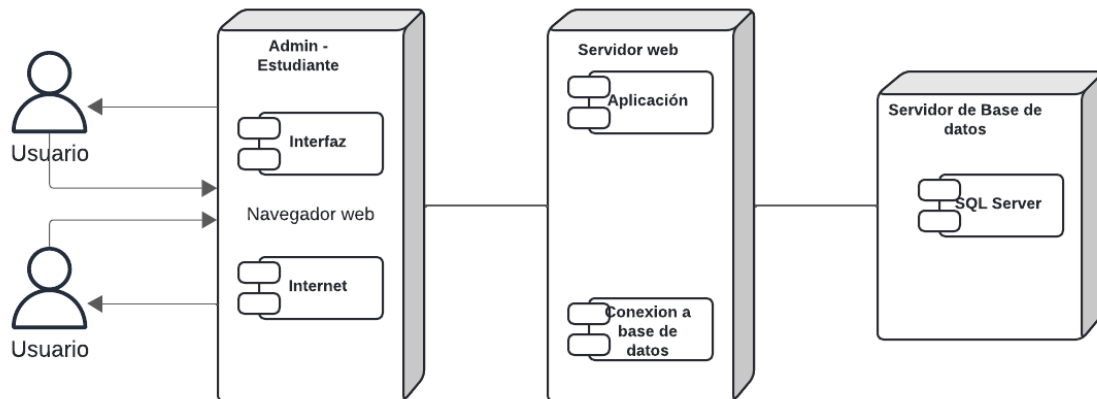 Usuario
Usuario
Admin -
Estudiante
Interfaz
Navegador web
Internet
Servidor web
Aplicación
Conexion a
base de
datos
Servidor de Base de
datos
SQL Server